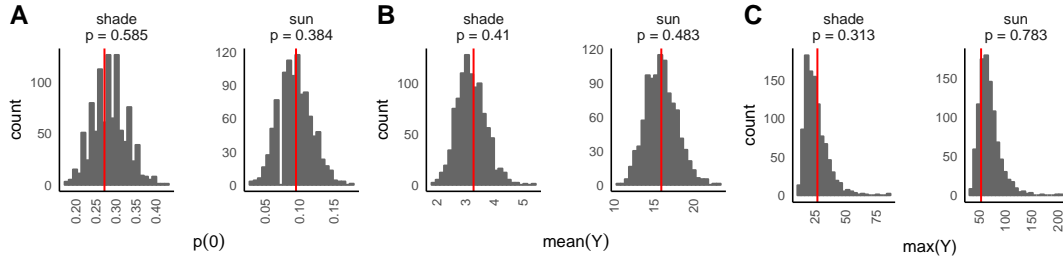 A
shade
p = 0.585
sun
p = 0.384
count
100
50
0
0.20
0.25
0.30
0.35
0.40
120
90
60
30
0
0.05
0.10
0.15
p(0)
B
shade
p = 0.41
sun
p = 0.483
count
100
50
0
2
3
4
5
120
90
60
30
0
10
15
20
mean(Y)
C
shade
p = 0.313
sun
p = 0.783
count
150
100
50
0
25
50
75
150
100
50
0
50
100
150
200
max(Y)